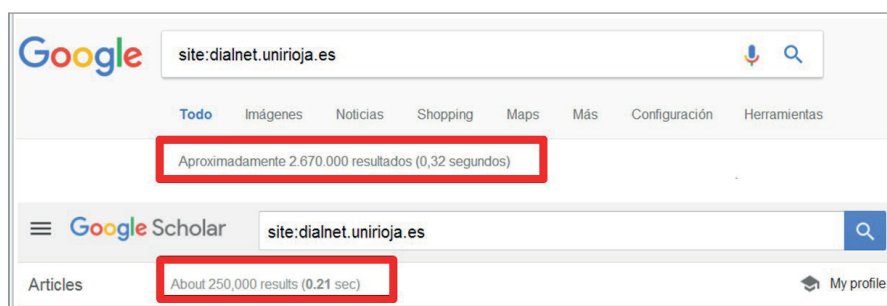 Google site:dialnet.unirioja.es
Todo Imágenes Noticias Shopping Maps Más Configuración Herramientas
Aproximadamente 2.670.000 resultados (0,32 segundos)
Google Scholar site:dialnet.unirioja.es
Articles About 250,000 results (0.21 sec) My profile